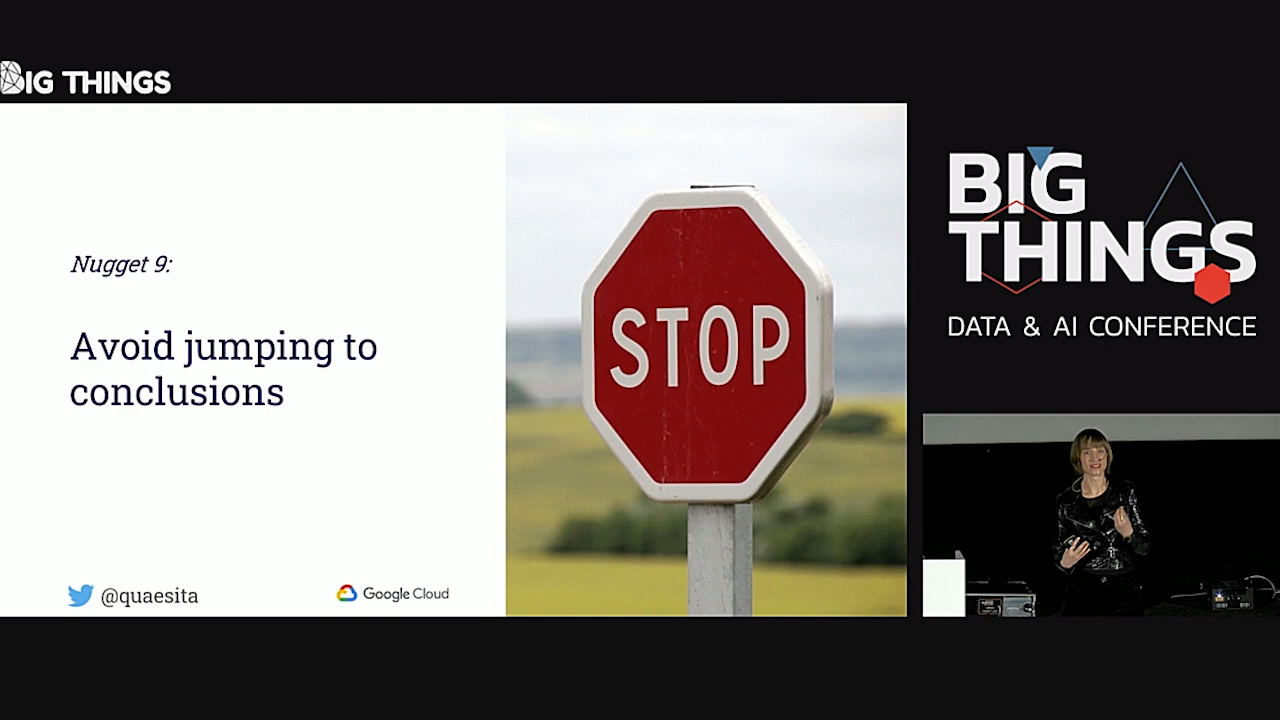 BIG THINGS
Nugget 9:
Avoid jumping to
conclusions
@quaesita
Google Cloud
STOP
BIG
THINGS
DATA & AI CONFERENCE